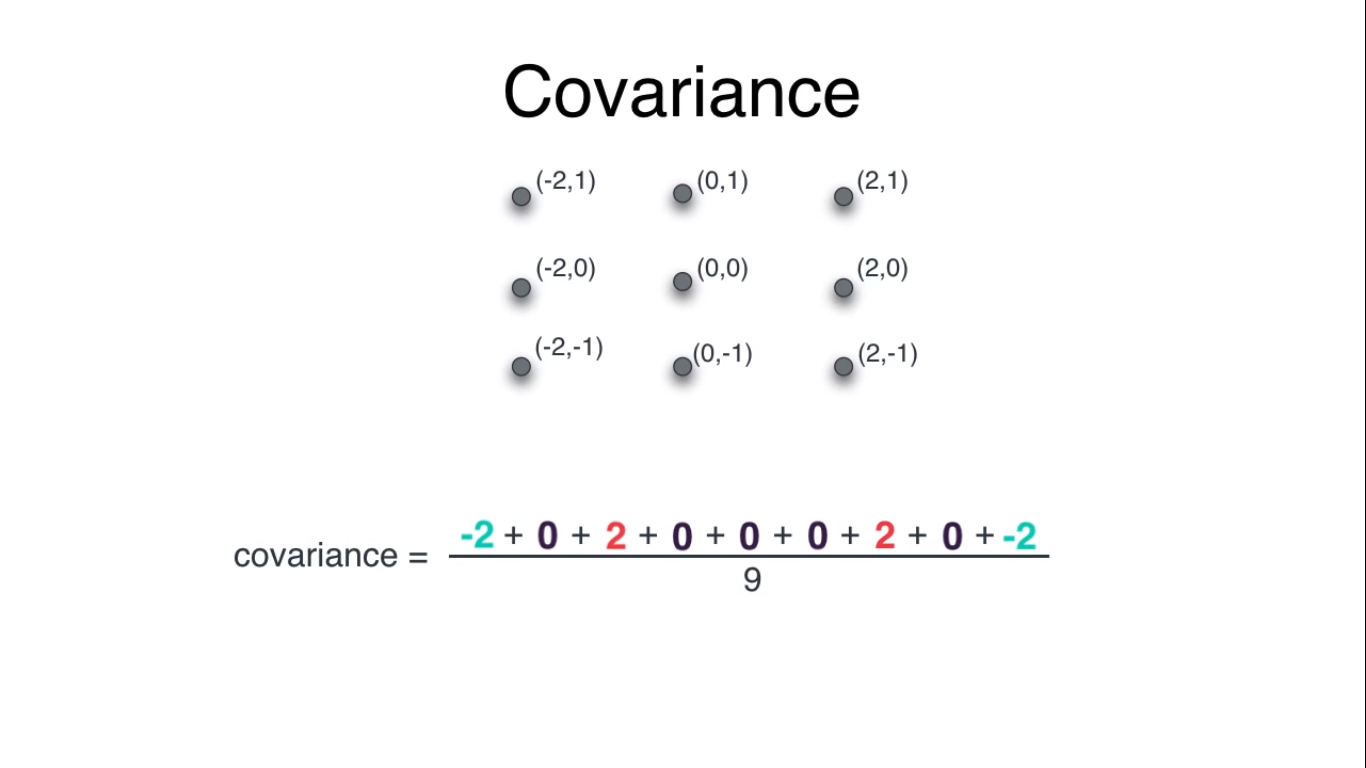 Covariance
(-2,1) (0,1) (2,1)
(-2,0) (0,0) (2,0)
(-2,-1) (0,-1) (2,-1)
-2 + 0 + 2 + 0 + 0 + 0 + 2 + 0 + -2
covariance =
9